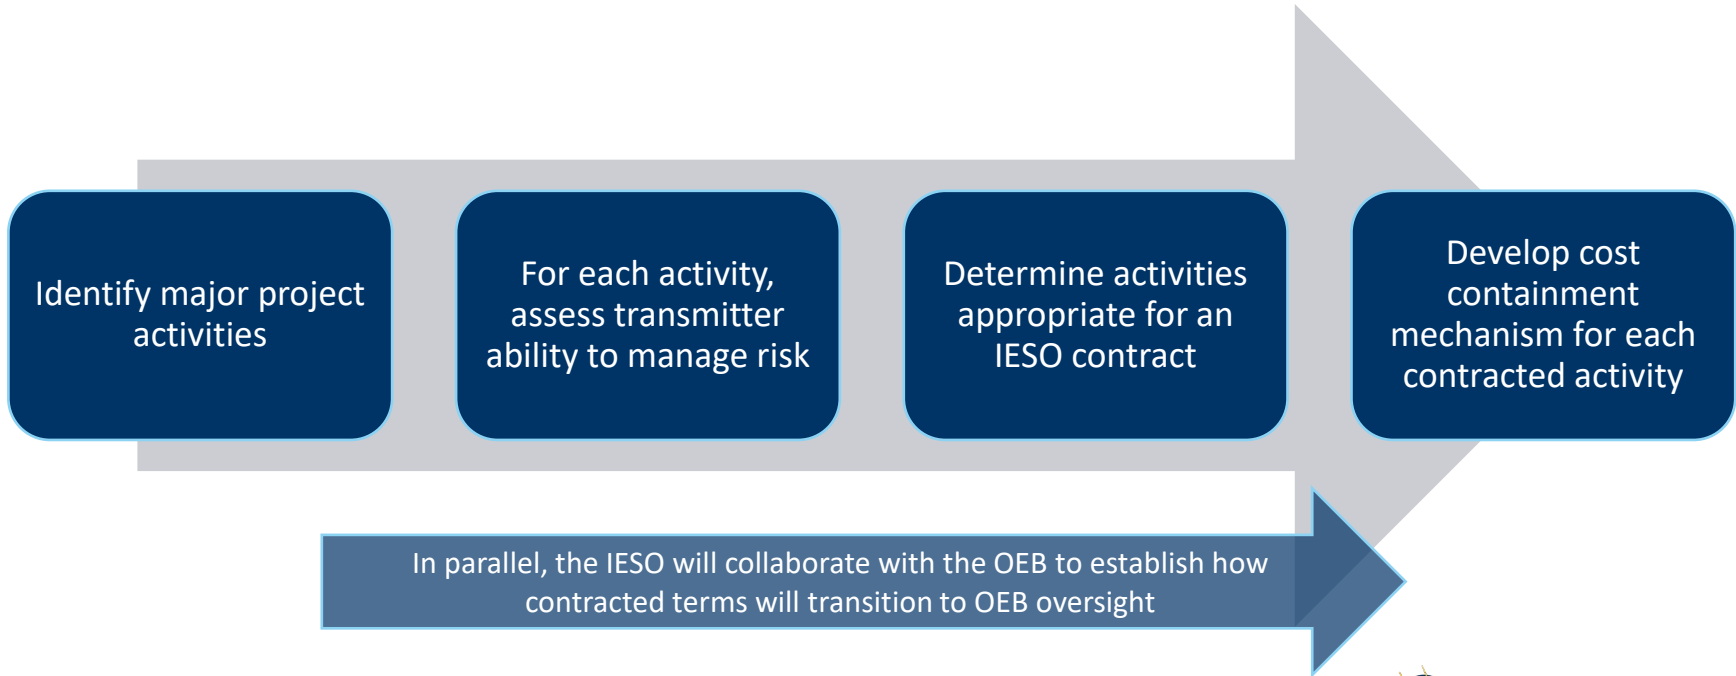 Identify major project
activities
For each activity,
assess transmitter
ability to manage risk
Determine activities
appropriate for an
IESO contract
Develop cost
containment
mechanism for each
contracted activity
In parallel, the IESO will collaborate with the OEB to establish how
contracted terms will transition to OEB oversight